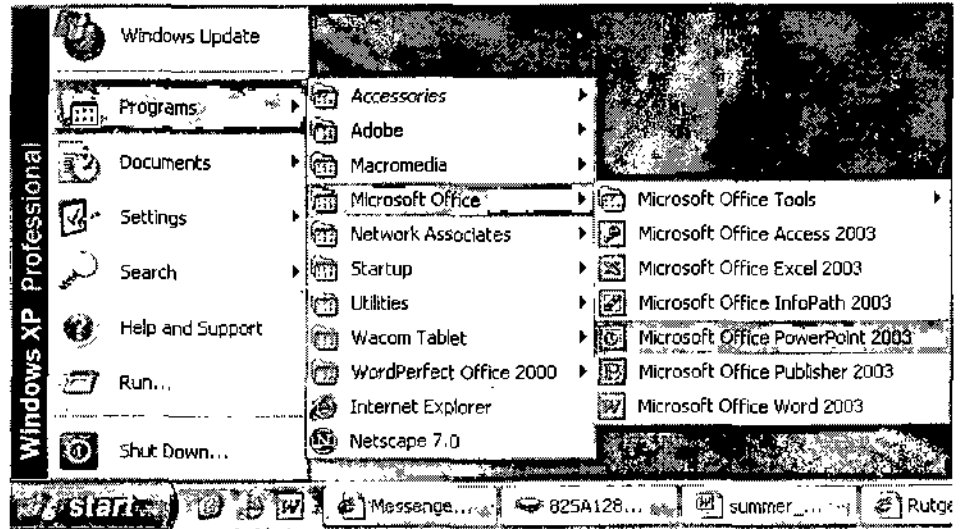 Windows XP Professional
Windows Update
Programs
Documents
Settings
Search
Help and Support
Run...
Shut Down...
Accessories
Adobe
Macromedia
Microsoft Office
Network Associates
Startup
Utilities
Wacom Tablet
WordPerfect Office 2000
Internet Explorer
Netscape 7.0
Microsoft Office Tools
Microsoft Office Access 2003
Microsoft Office Excel 2003
Microsoft Office InfoPath 2003
Microsoft Office PowerPoint 2003
Microsoft Office Publisher 2003
Microsoft Office Word 2003
start
Messenge...
825A128...
summer_...
Rutge